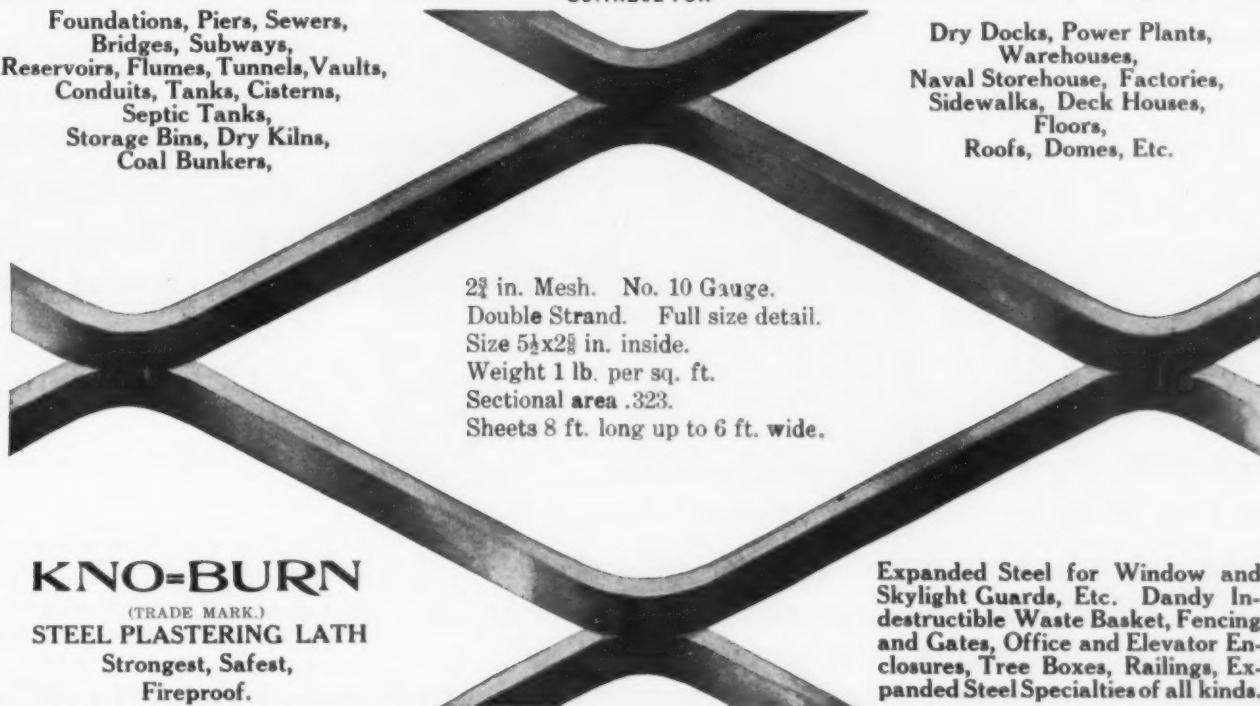 Foundations, Piers, Sewers,
Bridges, Subways,
Reservoirs, Flumes, Tunnels, Vaults,
Conduits, Tanks, Cisterns,
Septic Tanks,
Storage Bins, Dry Kilns,
Coal Bunkers,
Dry Docks, Power Plants,
Warehouses,
Naval Storehouse, Factories,
Sidewalks, Deck Houses,
Floors,
Roofs, Domes, Etc.
2¾ in. Mesh. No. 10 Gauge.
Double Strand. Full size detail.
Size 5½x2⅜ in. inside.
Weight 1 lb. per sq. ft.
Sectional area .323.
Sheets 8 ft. long up to 6 ft. wide.
KNO=BURN
(TRADE MARK.)
STEEL PLASTERING LATH
Strongest, Safest,
Fireproof.
Expanded Steel for Window and
Skylight Guards, Etc. Dandy In-
destructible Waste Basket, Fencing
and Gates, Office and Elevator En-
closures, Tree Boxes, Railings, Ex-
panded Steel Specialties of all kinds.